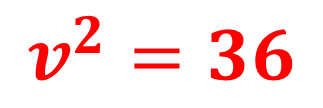 v² = 36